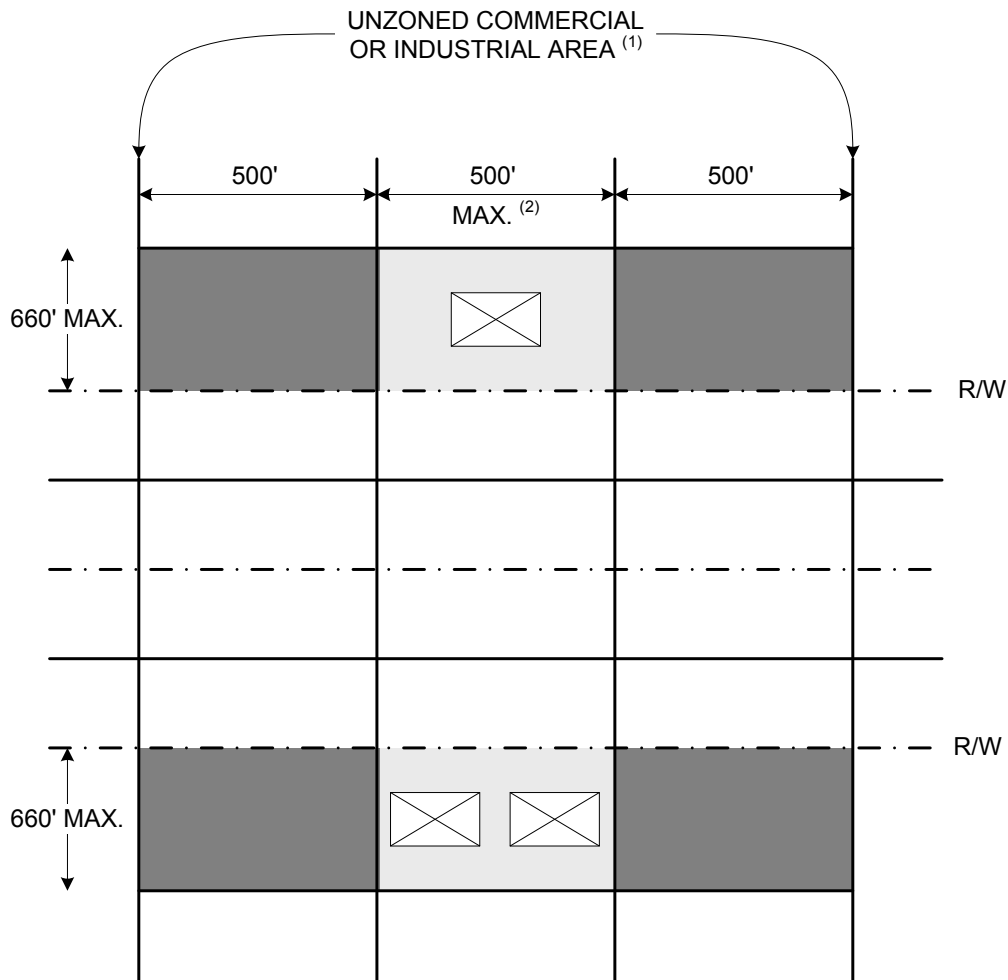 UNZONED COMMERCIAL
OR INDUSTRIAL AREA (1)
500'
500'
500'
MAX. (2)
660' MAX.
R/W
R/W
660' MAX.